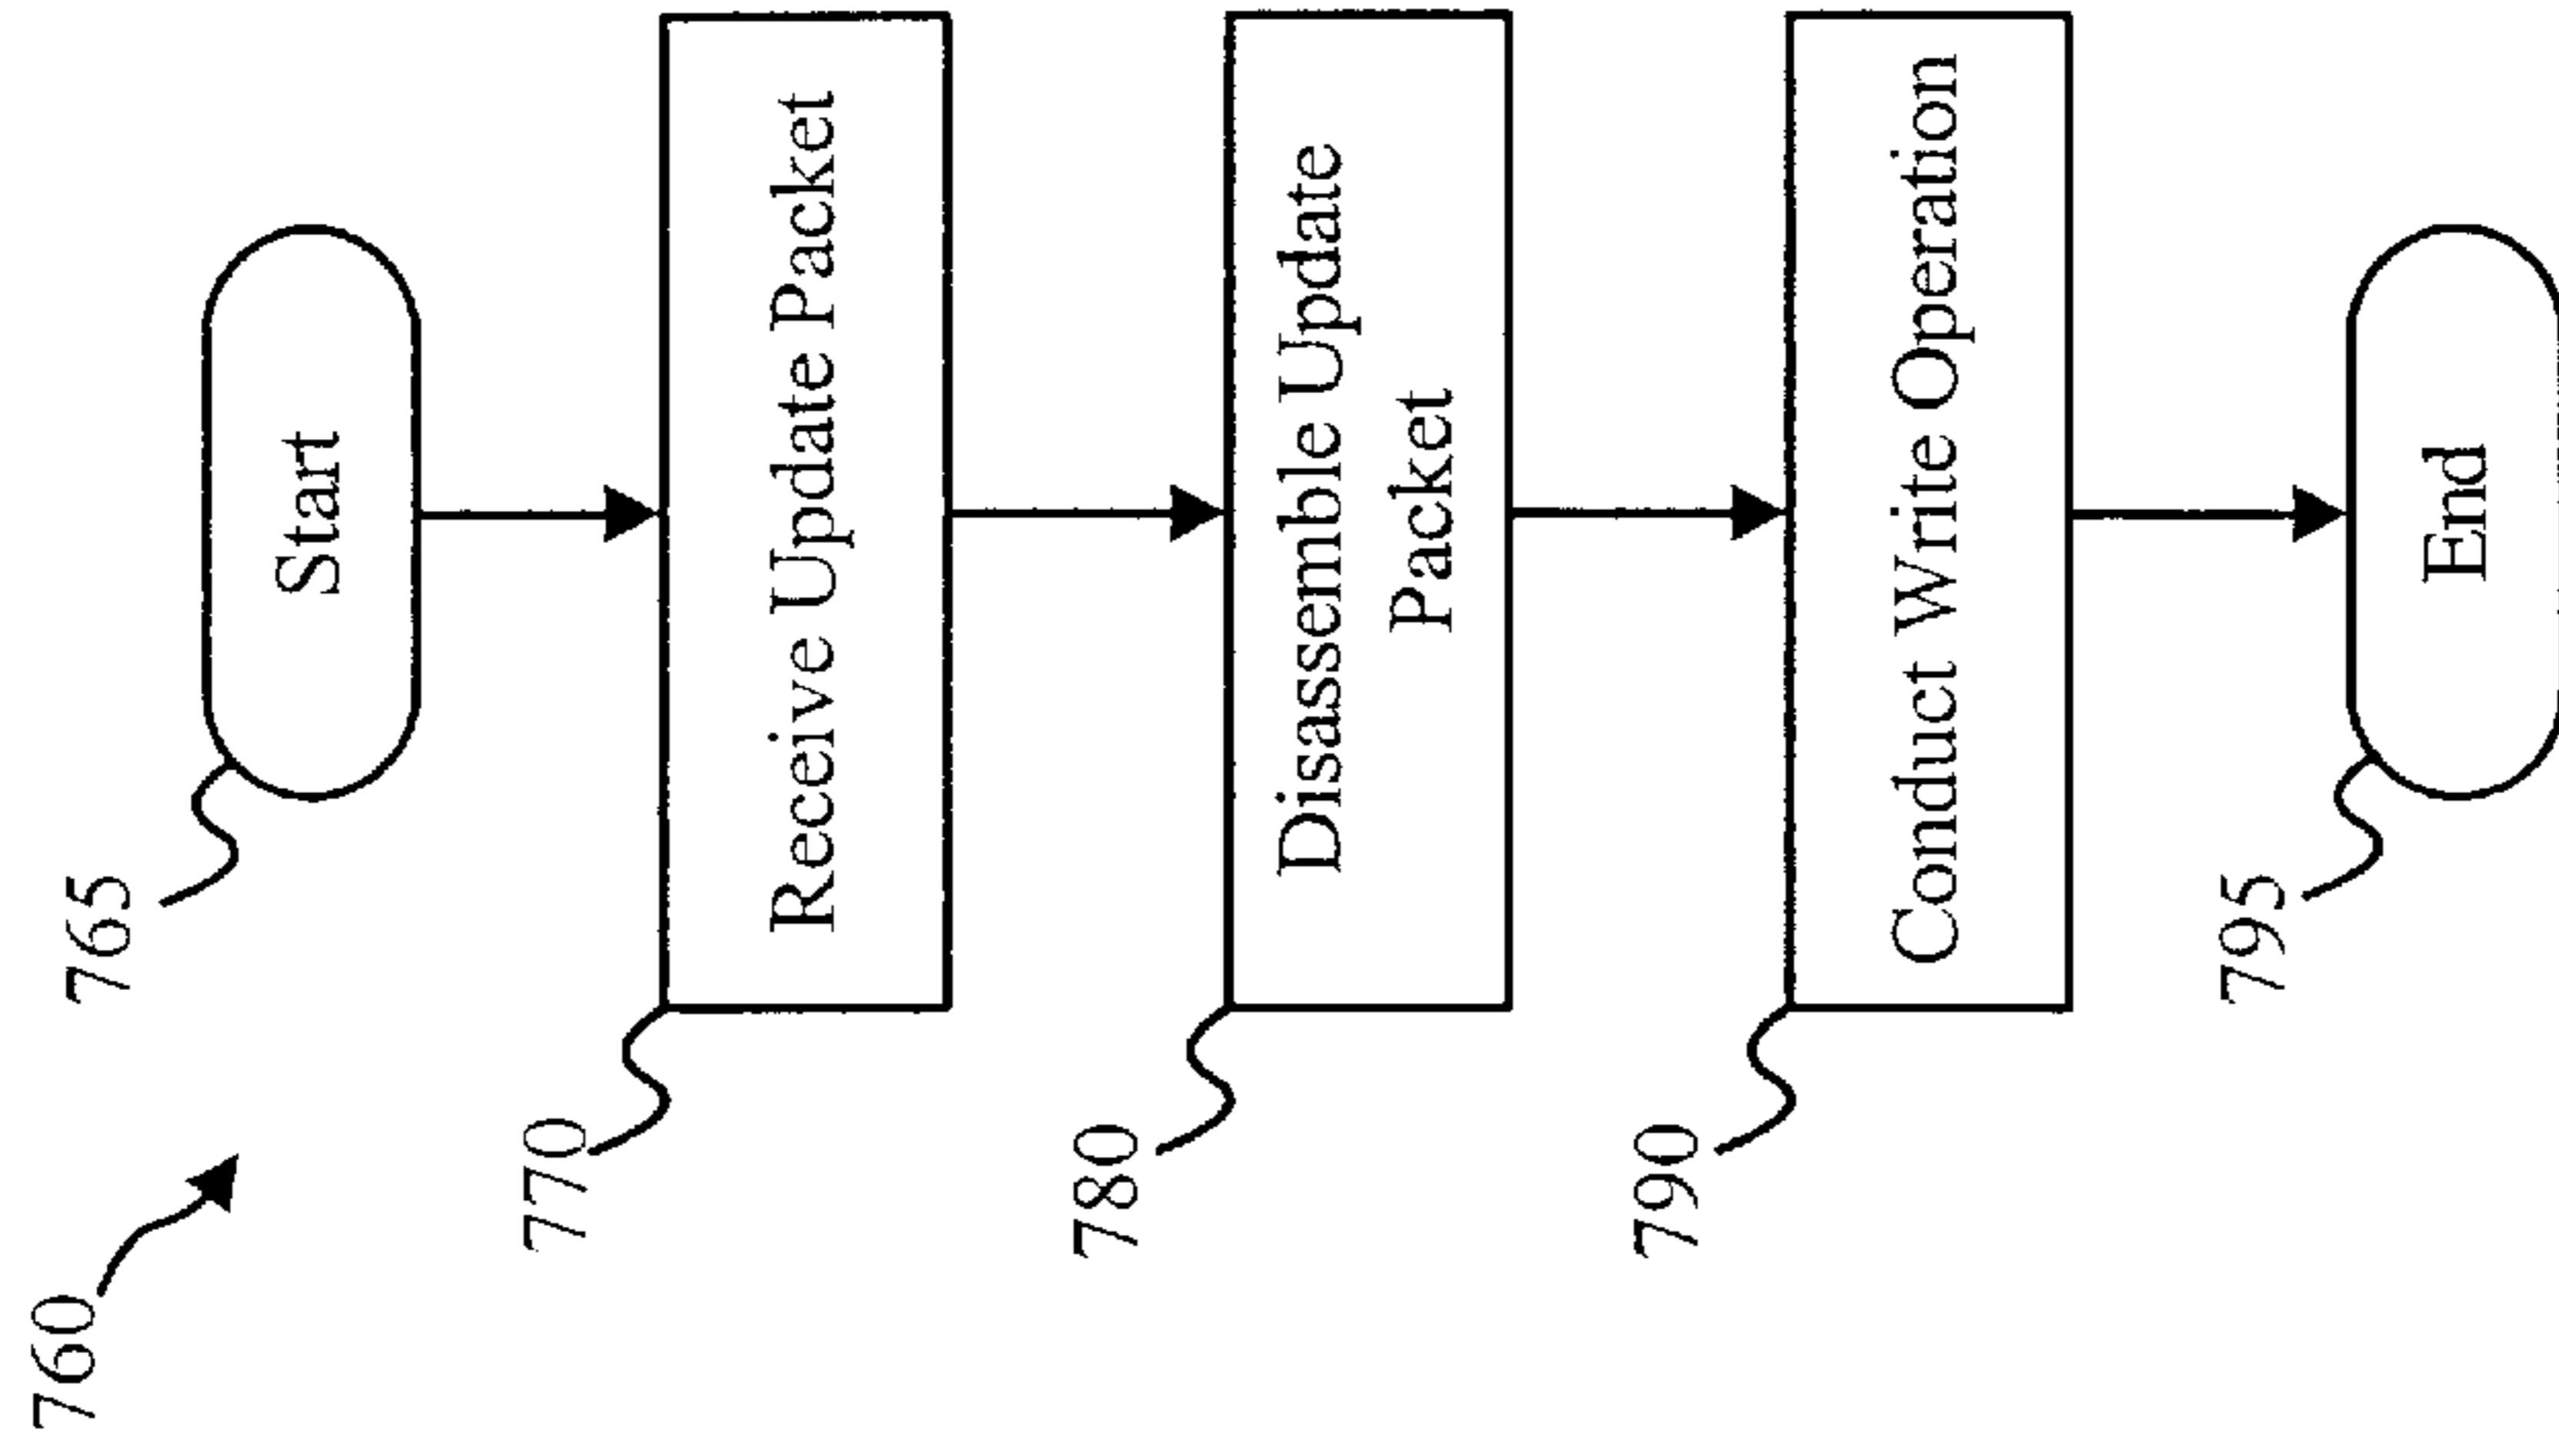 760
765
Start
770
Receive Update Packet
780
Disassemble Update
Packet
790
Conduct Write Operation
795
End